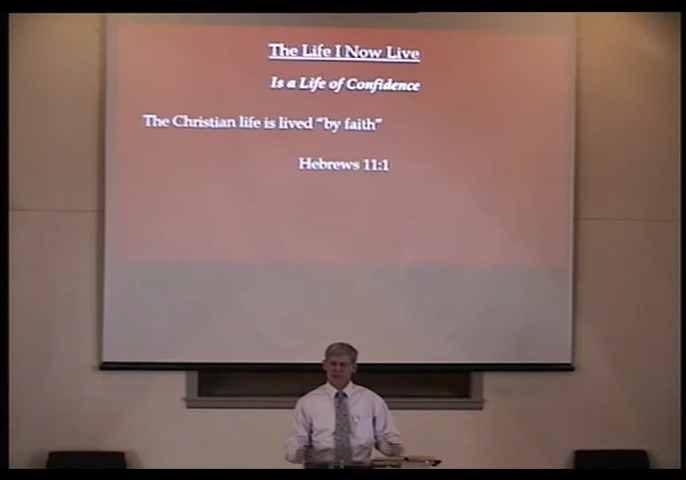 The Life I Now Live
Is a Life of Confidence
The Christian life is lived "by faith"
Hebrews 11:1